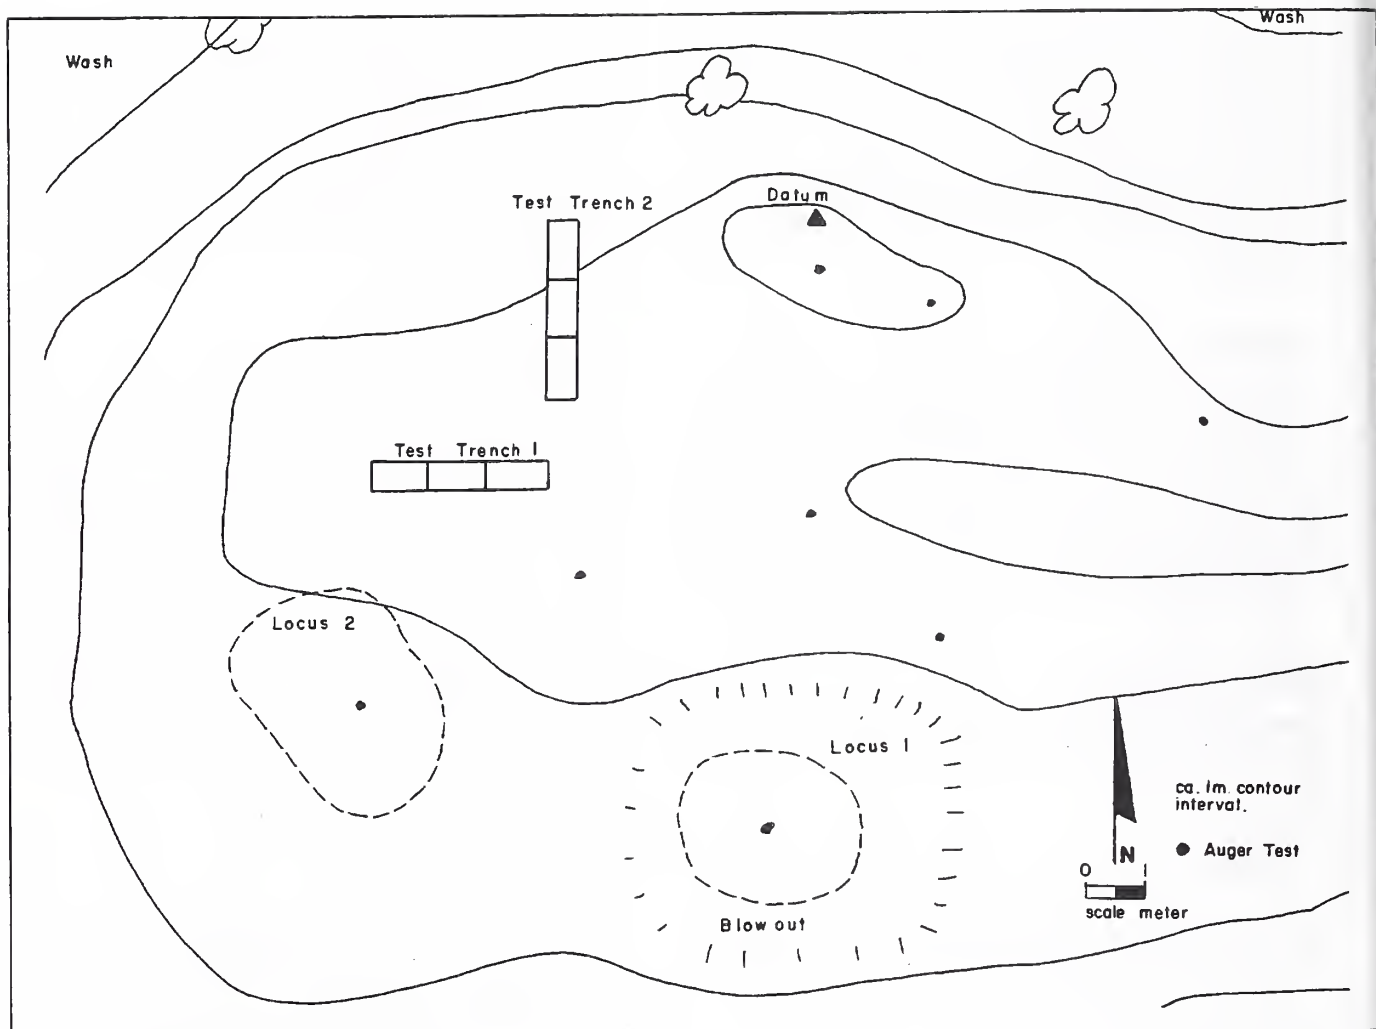 Wash
Wash
Datum
Test Trench 2
Test Trench 1
Locus 2
Locus 1
ca. 1m. contour
interval.
N
Auger Test
0 1
scale meter
Blow out